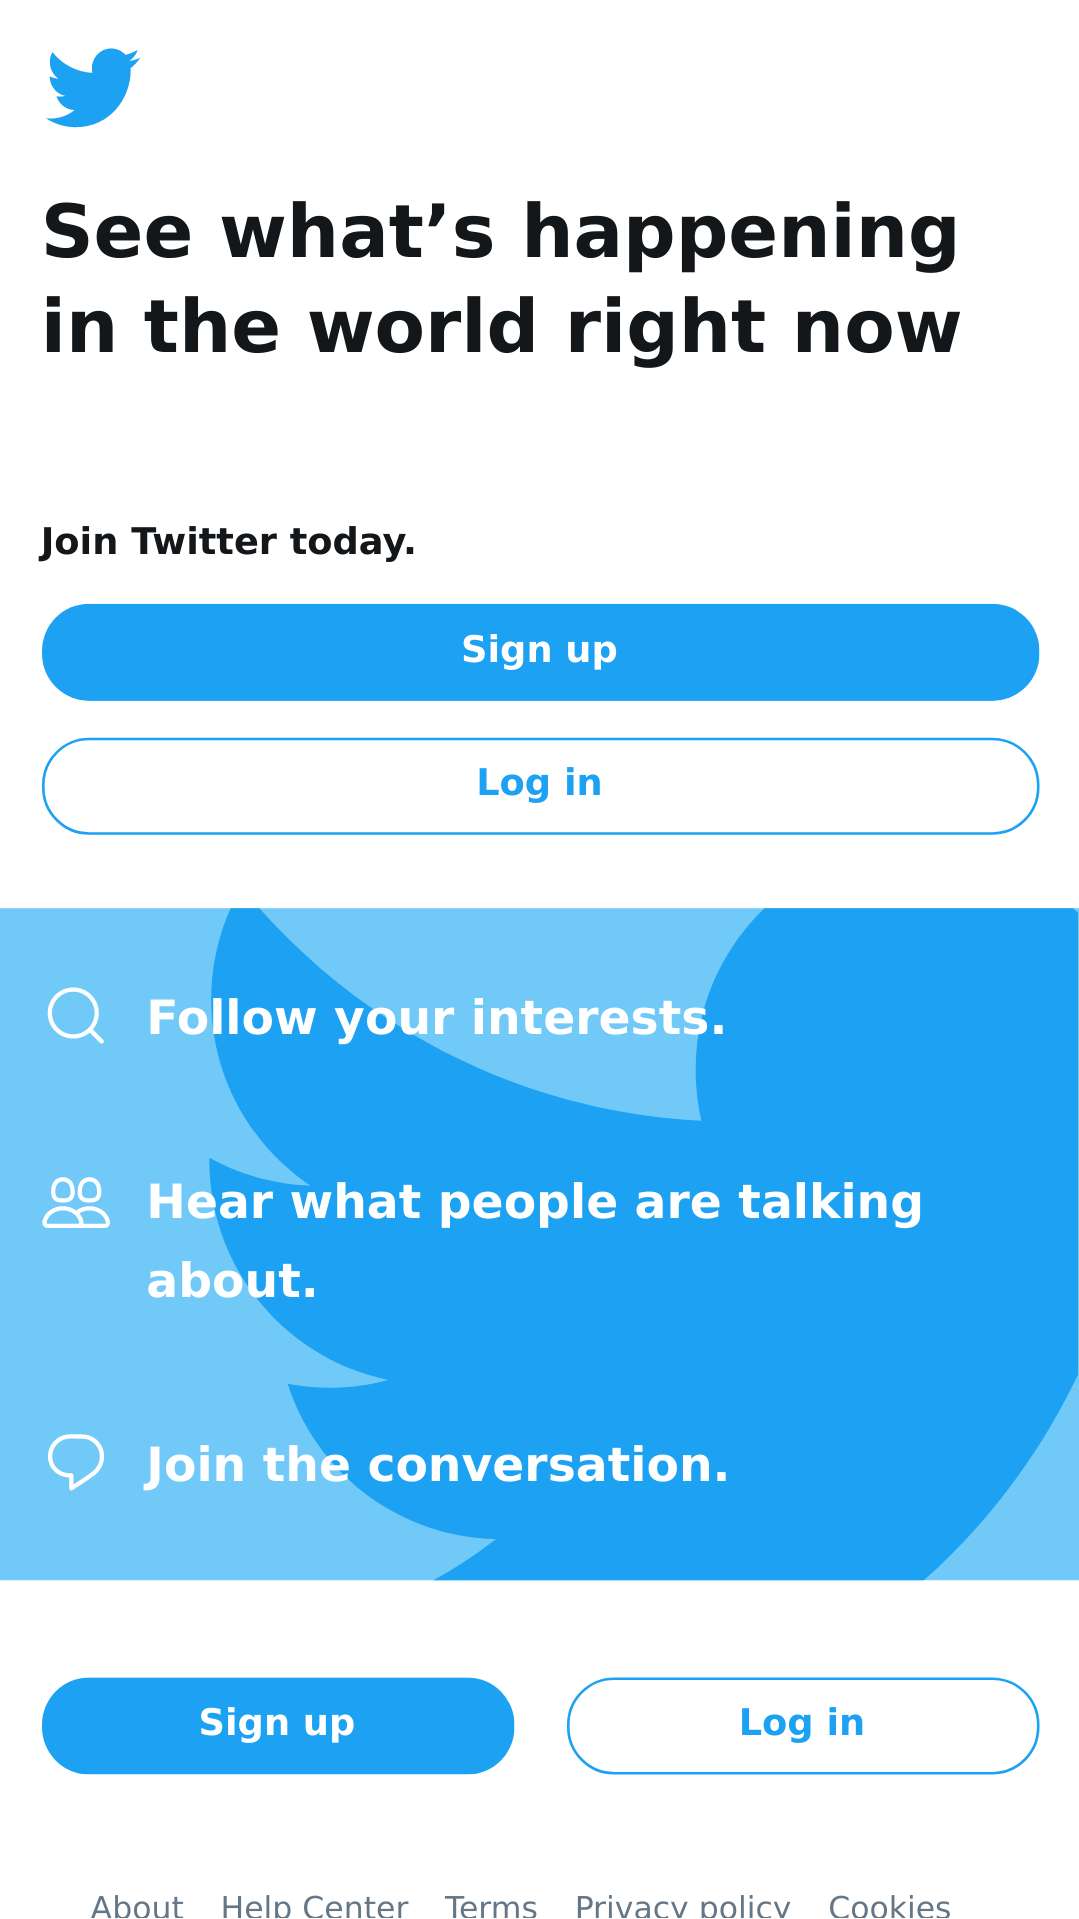 See what’s happening
in the world right now
Join Twitter today.
Sign up
Log in
Follow your interests.
Hear what people are talking
about.
Join the conversation.
Sign up Log in
About Help Center Terms Privacy policy Cookies